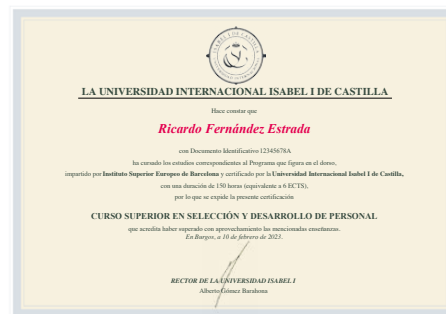 LA UNIVERSIDAD INTERNACIONAL ISABEL I DE CASTILLA
Hace constar que
Ricardo Fernández Estrada
con Documento Identificativo 12345678A
ha cursado los estudios correspondientes al Programa que figura en el dorso,
impartido por Instituto Superior Europeo de Barcelona y certificado por la Universidad Internacional Isabel I de Castilla,
con una duración de 150 horas (equivalente a 6 ECTS),
por lo que se expide la presente certificación
CURSO SUPERIOR EN SELECCIÓN Y DESARROLLO DE PERSONAL
que acredita haber superado con aprovechamiento las mencionadas enseñanzas.
En Burgos, a 10 de febrero de 2023.
RECTOR DE LA UNIVERSIDAD ISABEL I
Alberto Gómez Barahona